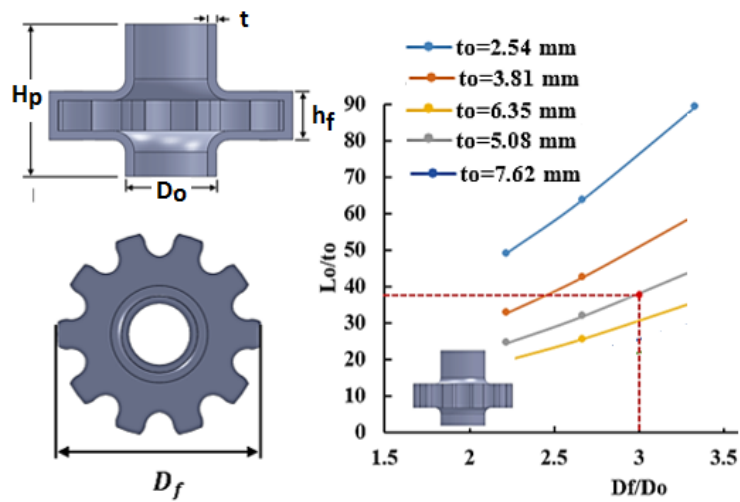 t
Hp
hf
Do
Df
to=2.54 mm
to=3.81 mm
to=6.35 mm
to=5.08 mm
to=7.62 mm
Lo/to
90
80
70
60
50
40
30
20
10
0
1.5 2 2.5 3 3.5
Df/Do